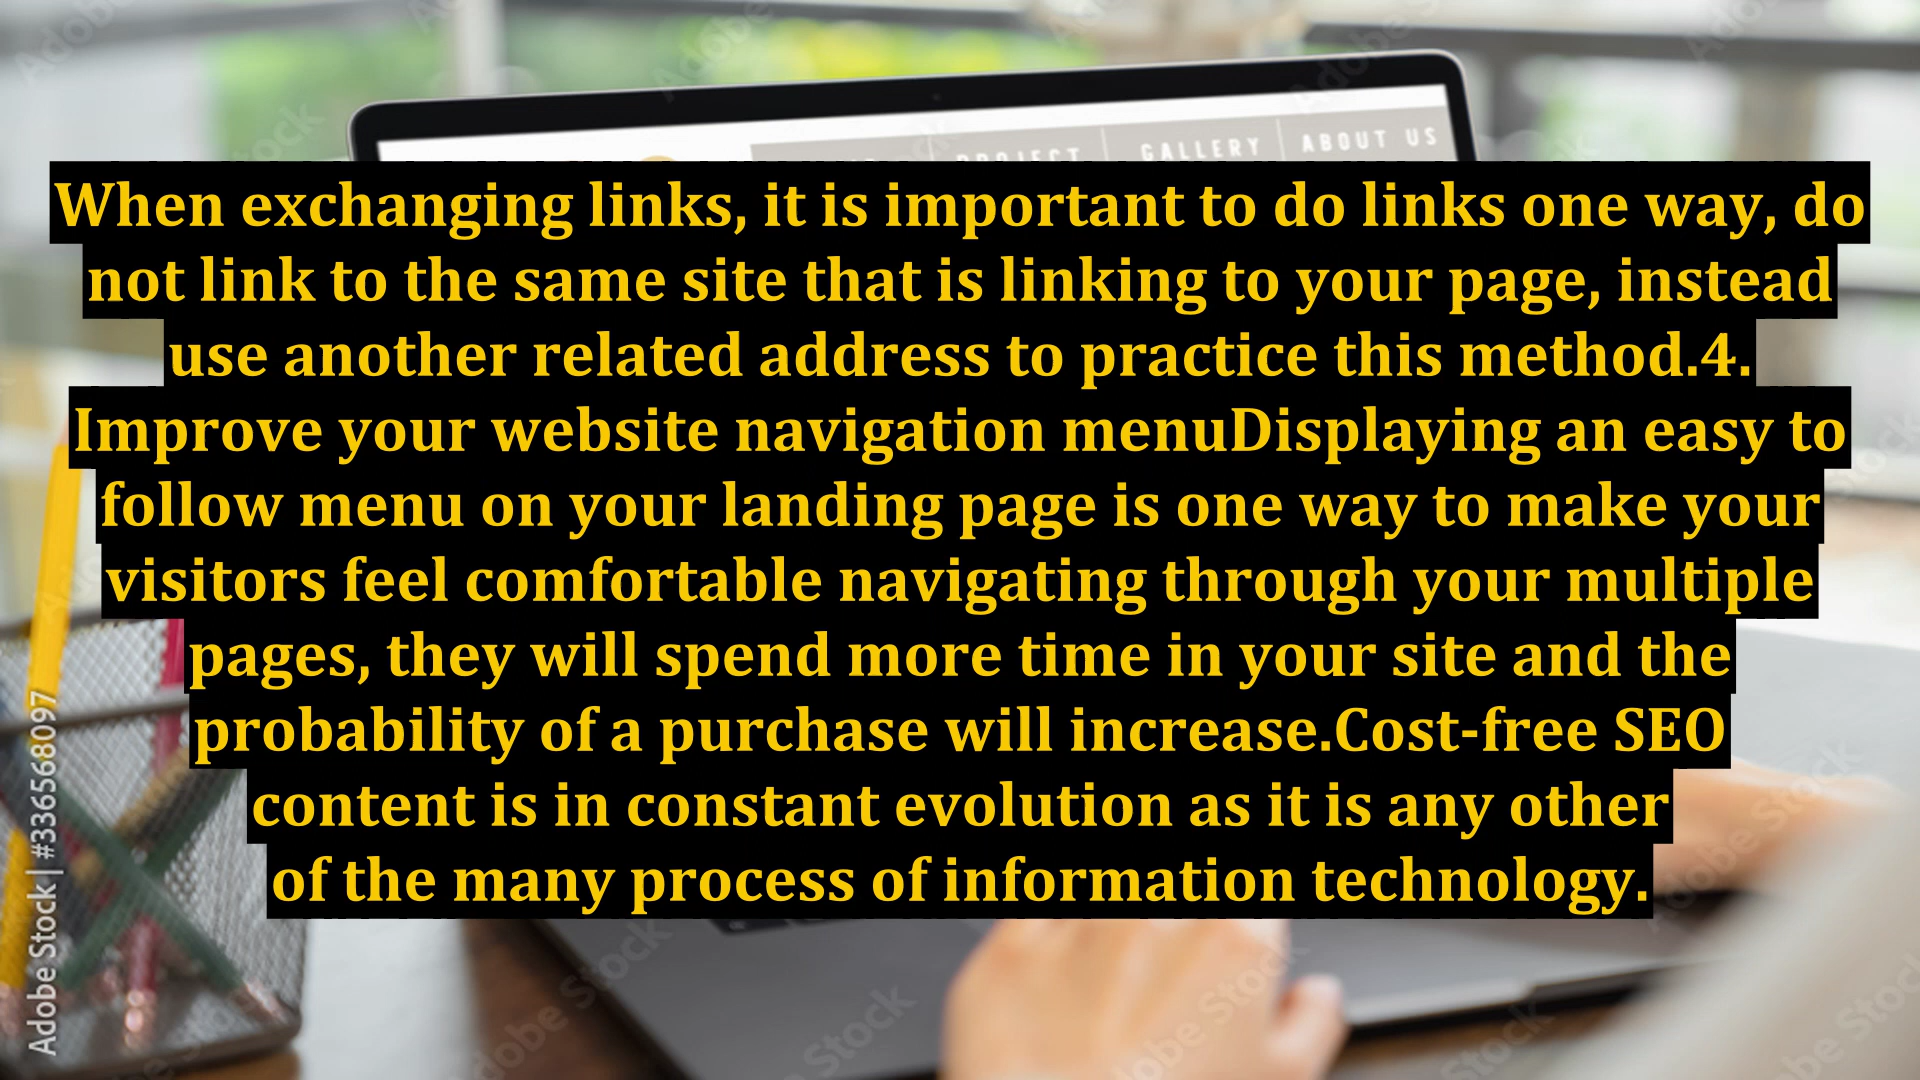 PROJECT GALLERY ABOUT US
When exchanging links, it is important to do links one way, do
not link to the same site that is linking to your page, instead
use another related address to practice this method.4.
Improve your website navigation menuDisplaying an easy to
follow menu on your landing page is one way to make your
visitors feel comfortable navigating through your multiple
pages, they will spend more time in your site and the
probability of a purchase will increase.Cost-free SEO
content is in constant evolution as it is any other
of the many process of information technology.
Adobe Stock | #336568097